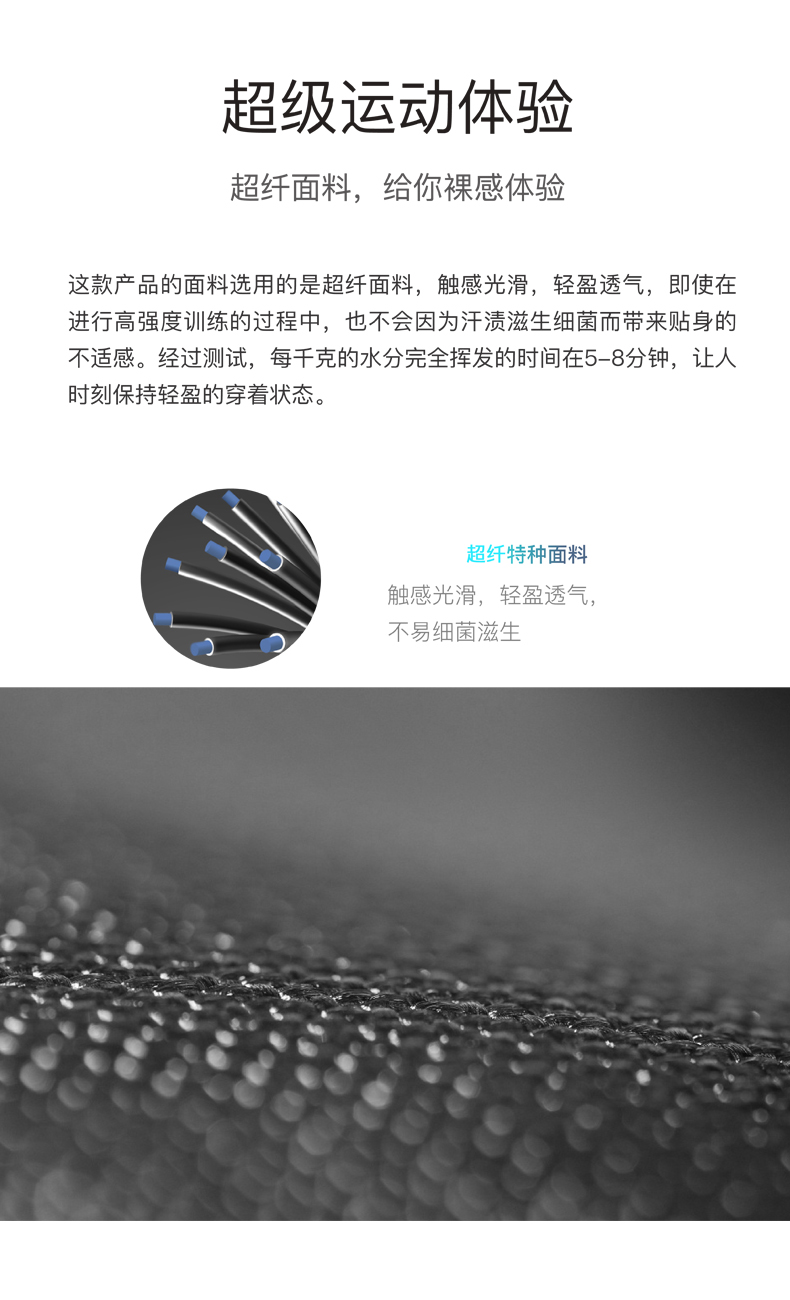 超级运动体验
超纤面料，给你裸感体验
这款产品的面料选用的是超纤面料，触感光滑，轻盈透气，即使在
进行高强度训练的过程中，也不会因为汗渍滋生细菌而带来贴身的
不适感。经过测试，每千克的水分完全挥发的时间在5–8分钟，让人
时刻保持轻盈的穿着状态。
超纤特种面料
触感光滑，轻盈透气，
不易细菌滋生